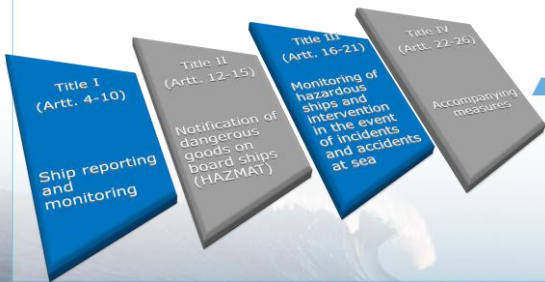 Title I
(Artt. 4-10)
Ship reporting
and
monitoring
Title II
(Artt. 12-15)
Notification of
dangerous
goods on
board ships
(HAZMAT)
Title III
(Artt. 16-21)
Monitoring of
hazardous
ships and
intervention
in the event
of incidents
and accidents
at sea
Title IV
(Artt. 22-26)
Accompanying
measures